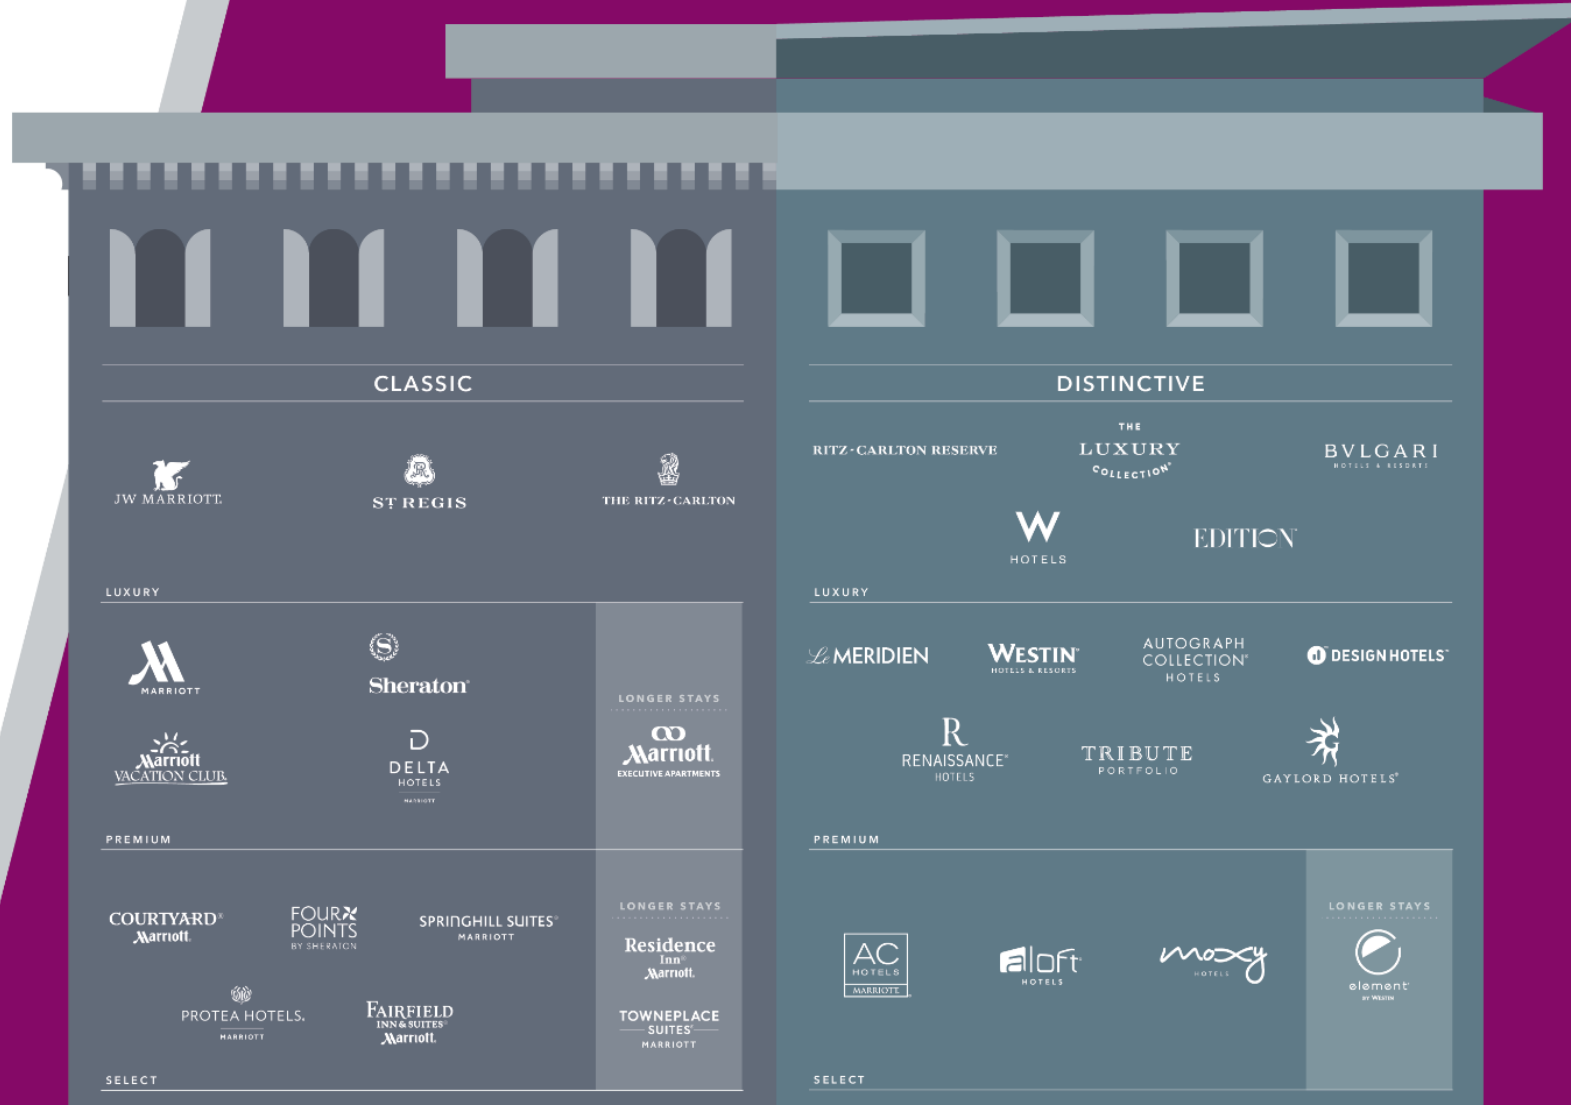 CLASSIC
JW MARRIOTT
ST REGIS
THE RITZ-CARLTON
LUXURY
MARRIOTT
Sheraton
Marriott
VACATION CLUB
DELTA
HOTELS
MARRIOTT
LONGER STAYS
Marriott
EXECUTIVE APARTMENTS
PREMIUM
COURTYARD®
Marriott
FOUR
POINTS
BY SHERATON
SPRINGHILL SUITES®
MARRIOTT
PROTEA HOTELS.
MARRIOTT
FAIRFIELD
INN & SUITES®
Marriott
LONGER STAYS
Residence
Inn®
Marriott
TOWNEPLACE
SUITES®
MARRIOTT
SELECT
DISTINCTIVE
RITZ-CARLTON RESERVE
THE
LUXURY
COLLECTION®
BVLGARI
HOTELS & RESORTS
W
HOTELS
EDITION
LUXURY
Le MERIDIEN
WESTIN®
HOTELS & RESORTS
AUTOGRAPH
COLLECTION®
HOTELS
DESIGN HOTELS™
R
RENAISSANCE®
HOTELS
TRIBUTE
PORTFOLIO
GAYLORD HOTELS®
PREMIUM
AC
HOTELS
MARRIOTT
aloft
HOTELS
moxy
HOTELS
LONGER STAYS
element
BY WESTIN
SELECT